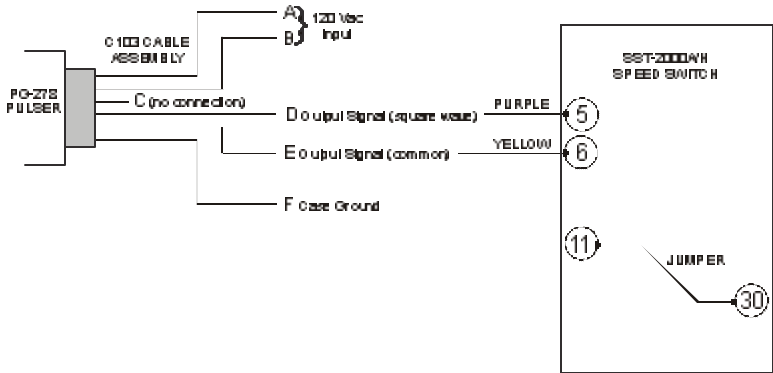 A
120 Vac
B
Input
C103 CABLE
ASSEMBLY
SST-2000A/H
SPEED SWITCH
PG-278
PULSER
C (no connection)
D Output Signal (square wave)
PURPLE
5
E Output Signal (common)
YELLOW
6
F Case Ground
11
JUMPER
30